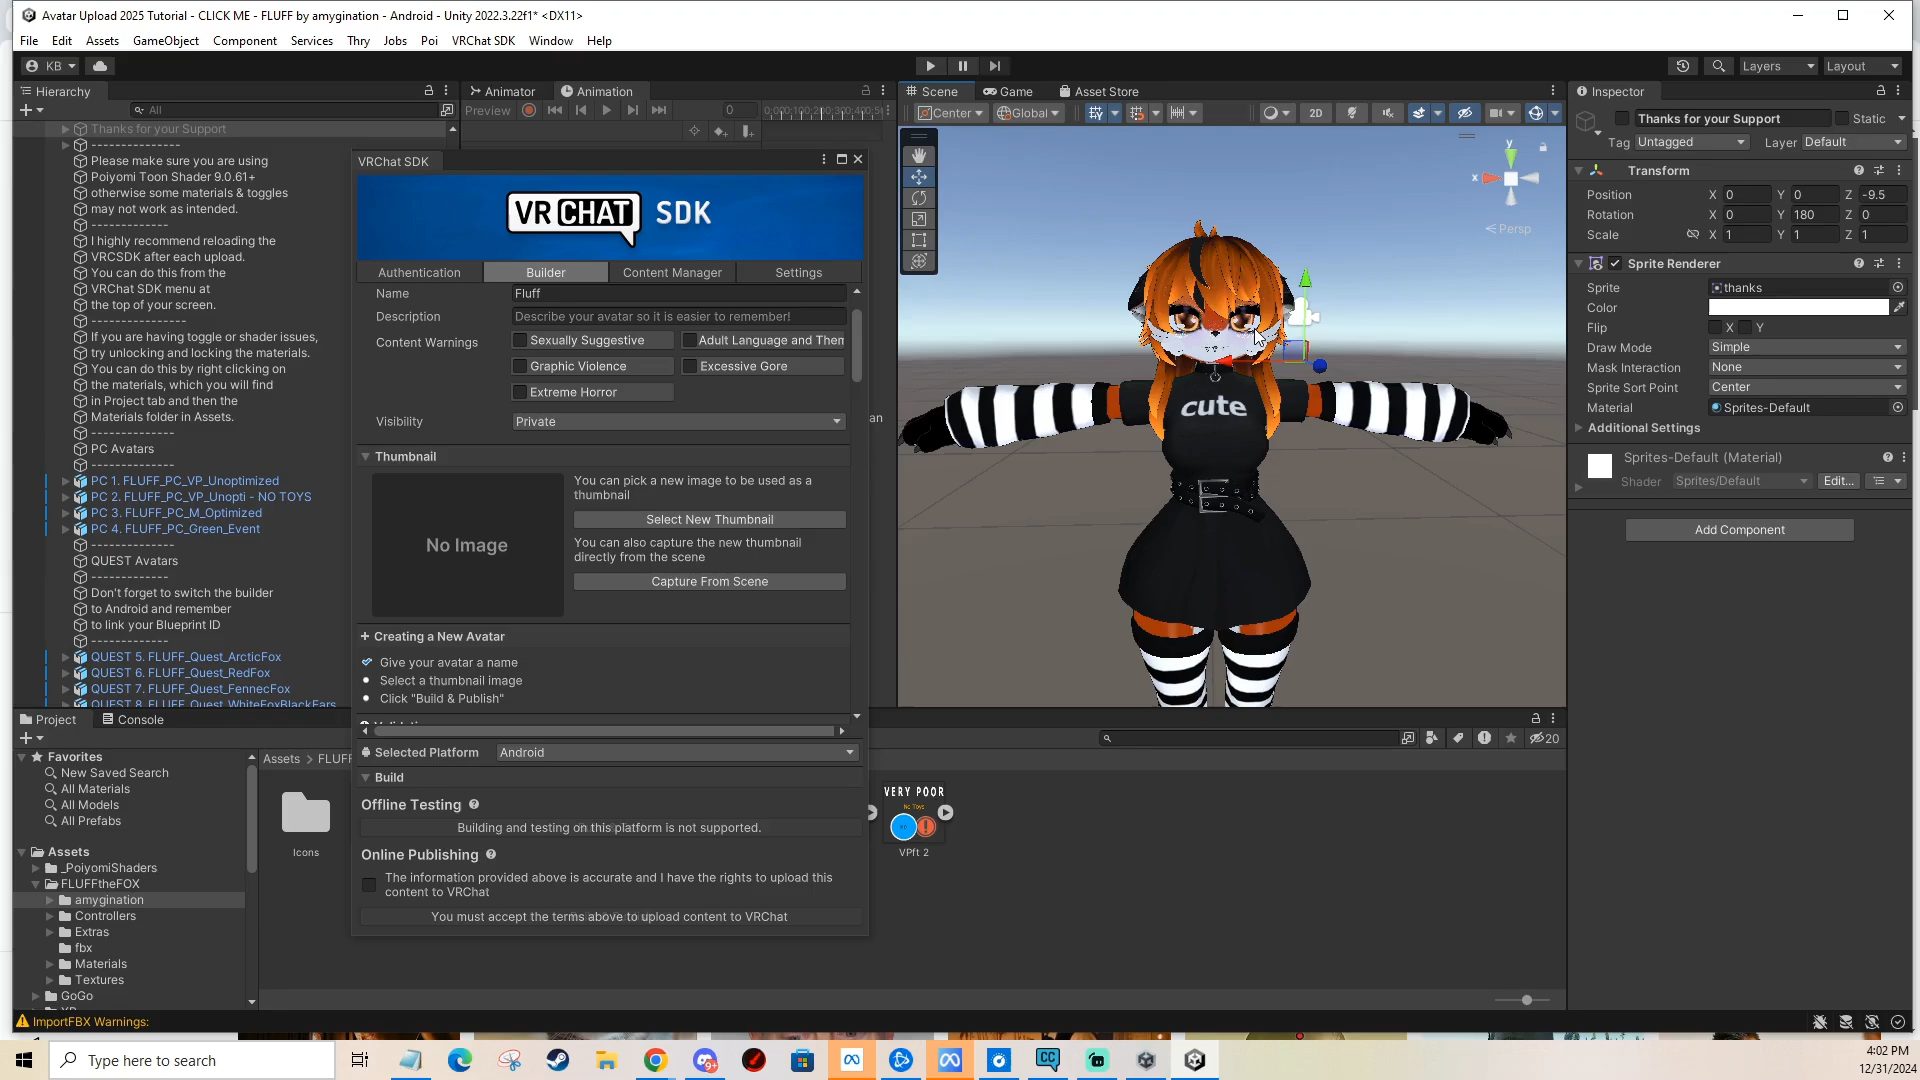 Avatar Upload 2025 Tutorial - CLICK ME - FLUFF by amygination - Android - Unity 2022.3.22f1* <DX11>
File Edit Assets GameObject Component Services Thry Jobs Poi VRChat SDK Window Help
KB Layers Layout
Hierarchy
All
Thanks for your Support
---------------
Please make sure you are using
Poiyomi Toon Shader 9.0.61+
otherwise some materials & toggles
may not work as intended.
-------------
I highly recommend reloading the
VRCSDK after each upload.
You can do this from the
VRChat SDK menu at
the top of your screen.
----------------
If you are having toggle or shader issues,
try unlocking and locking the materials.
You can do this by right clicking on
the materials, which you will find
in Project tab and then the
Materials folder in Assets.
--------------
PC Avatars
--------------
PC 1. FLUFF_PC_VP_Unoptimized
PC 2. FLUFF_PC_VP_Unopti - NO TOYS
PC 3. FLUFF_PC_M_Optimized
PC 4. FLUFF_PC_Green_Event
--------------
QUEST Avatars
-------------
Don't forget to switch the builder
to Android and remember
to link your Blueprint ID
-------------
QUEST 5. FLUFF_Quest_ArcticFox
QUEST 6. FLUFF_Quest_RedFox
QUEST 7. FLUFF_Quest_FennecFox
QUEST 8. FLUFF_Quest_WhiteFoxBlackEars
Animator Animation
Preview 0
VRChat SDK
VRCHAT SDK
Authentication Builder Content Manager Settings
Name Fluff
Description Describe your avatar so it is easier to remember!
Content Warnings Sexually Suggestive Adult Language and Then
Graphic Violence Excessive Gore
Extreme Horror
an
Visibility Private
Thumbnail
No Image
You can pick a new image to be used as a
thumbnail
Select New Thumbnail
You can also capture the new thumbnail
directly from the scene
Capture From Scene
Creating a New Avatar
Give your avatar a name
Select a thumbnail image
Click "Build & Publish"
Selected Platform Android
Build
Offline Testing
Building and testing on this platform is not supported.
Online Publishing
The information provided above is accurate and I have the rights to upload this
content to VRChat
You must accept the terms above to upload content to VRChat
Scene Game Asset Store
Center Global 2D
y
x
Persp
cute
Inspector
Thanks for your Support Static
Tag Untagged Layer Default
Transform
Position X 0 Y 0 Z -9.5
Rotation X 0 Y 180 Z 0
Scale X 1 Y 1 Z 1
Sprite Renderer
Sprite thanks
Color
Flip X Y
Draw Mode Simple
Mask Interaction None
Sprite Sort Point Center
Material Sprites-Default
Additional Settings
Sprites-Default (Material)
Shader Sprites/Default Edit...
Add Component
Project Console
20
Favorites
New Saved Search
All Materials
All Models
All Prefabs
Assets
_PoiyomiShaders
FLUFFtheFOX
amygination
Controllers
Extras
fbx
Materials
Textures
GoGo
Assets > FLUFF
Icons
VERY POOR
No Toys
VPft 2
ImportFBX Warnings:
Type here to search
9+
CC
4:02 PM
12/31/2024